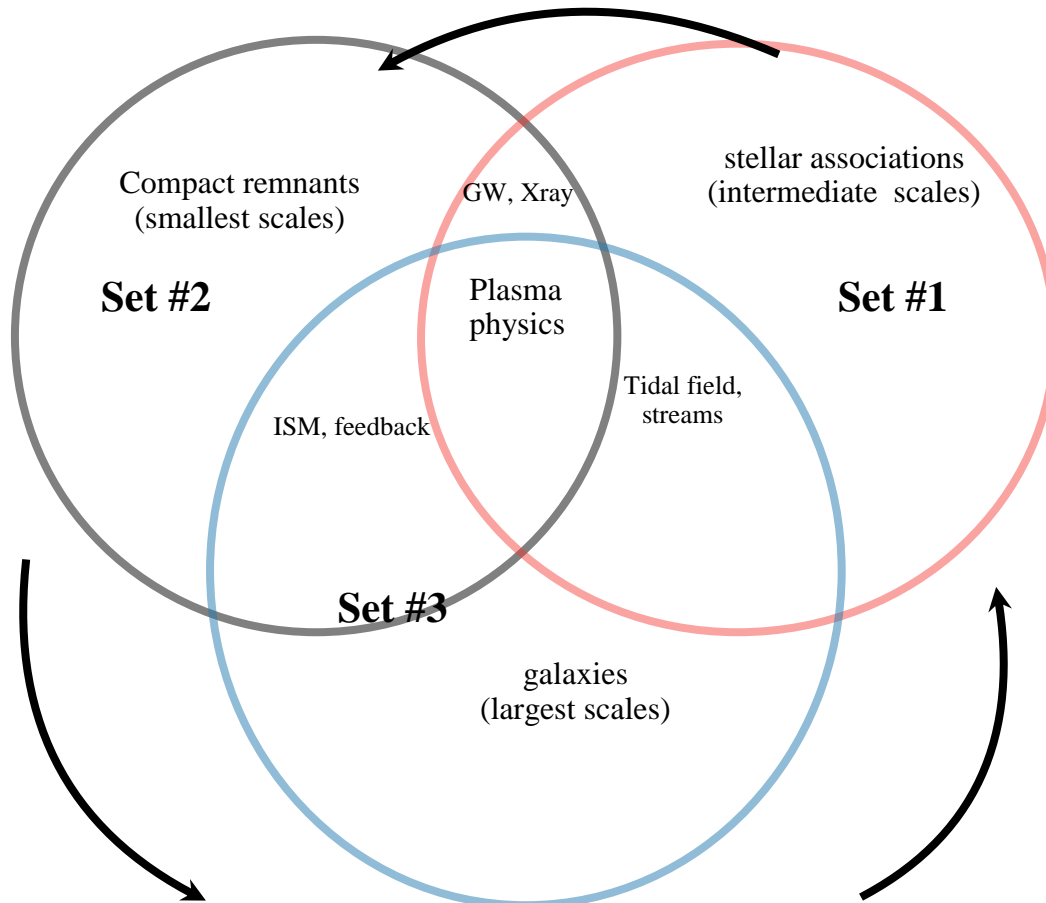 stellar associations
(intermediate scales)
Compact remnants
(smallest scales)
GW, Xray
Set #2
Plasma
physics
Set #1
Tidal field,
streams
ISM, feedback
Set #3
galaxies
(largest scales)